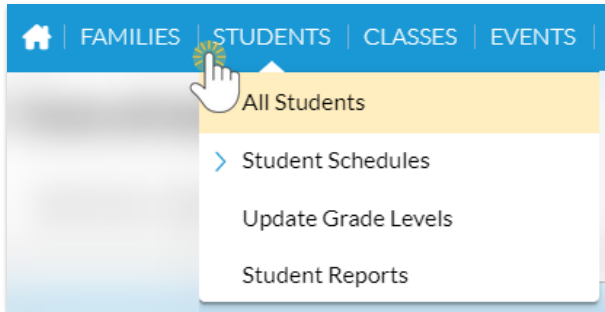 FAMILIES | STUDENTS | CLASSES | EVENTS |
All Students
Student Schedules
Update Grade Levels
Student Reports